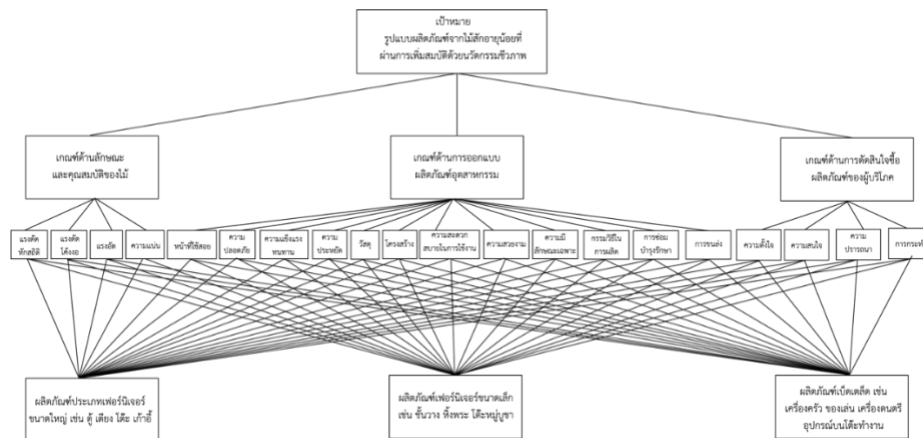 เป้าหมาย
รูปแบบผลิตภัณฑ์จากไม้สักอายุน้อยที่
ผ่านการเพิ่มสมบัติด้วยนวัตกรรมชีวภาพ
เกณฑ์ด้านลักษณะ
และคุณสมบัติของไม้
เกณฑ์ด้านการออกแบบ
ผลิตภัณฑ์อุตสาหกรรม
เกณฑ์ด้านการตัดสินใจซื้อ
ผลิตภัณฑ์ของผู้บริโภค
แรงดัด
หักสถิติ
แรงดัด
โค้งงอ
แรงอัด
ความแน่น
หน้าที่ใช้สอย
ความ
ปลอดภัย
ความแข็งแรง
ทนทาน
ความ
ประหยัด
วัสดุ
โครงสร้าง
ความสะดวก
สบายในการใช้งาน
ความสวยงาม
ความมี
ลักษณะเฉพาะ
กรรมวิธีใน
การผลิต
การซ่อม
บำรุงรักษา
การขนส่ง
ความตั้งใจ
ความสนใจ
ความ
ปรารถนา
การกระทำ
ผลิตภัณฑ์ประเภทเฟอร์นิเจอร์
ขนาดใหญ่ เช่น ตู้ เตียง โต๊ะ เก้าอี้
ผลิตภัณฑ์เฟอร์นิเจอร์ขนาดเล็ก
เช่น ชั้นวาง หิ้งพระ โต๊ะหมู่บูชา
ผลิตภัณฑ์เบ็ดเตล็ด เช่น
เครื่องครัว ของเล่น เครื่องดนตรี
อุปกรณ์บนโต๊ะทำงาน